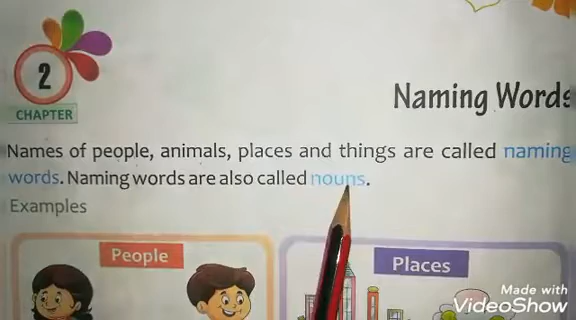 2
CHAPTER
Naming Words
Names of people, animals, places and things are called naming
words. Naming words are also called nouns.
Examples
People
Places
Made with
VideoShow